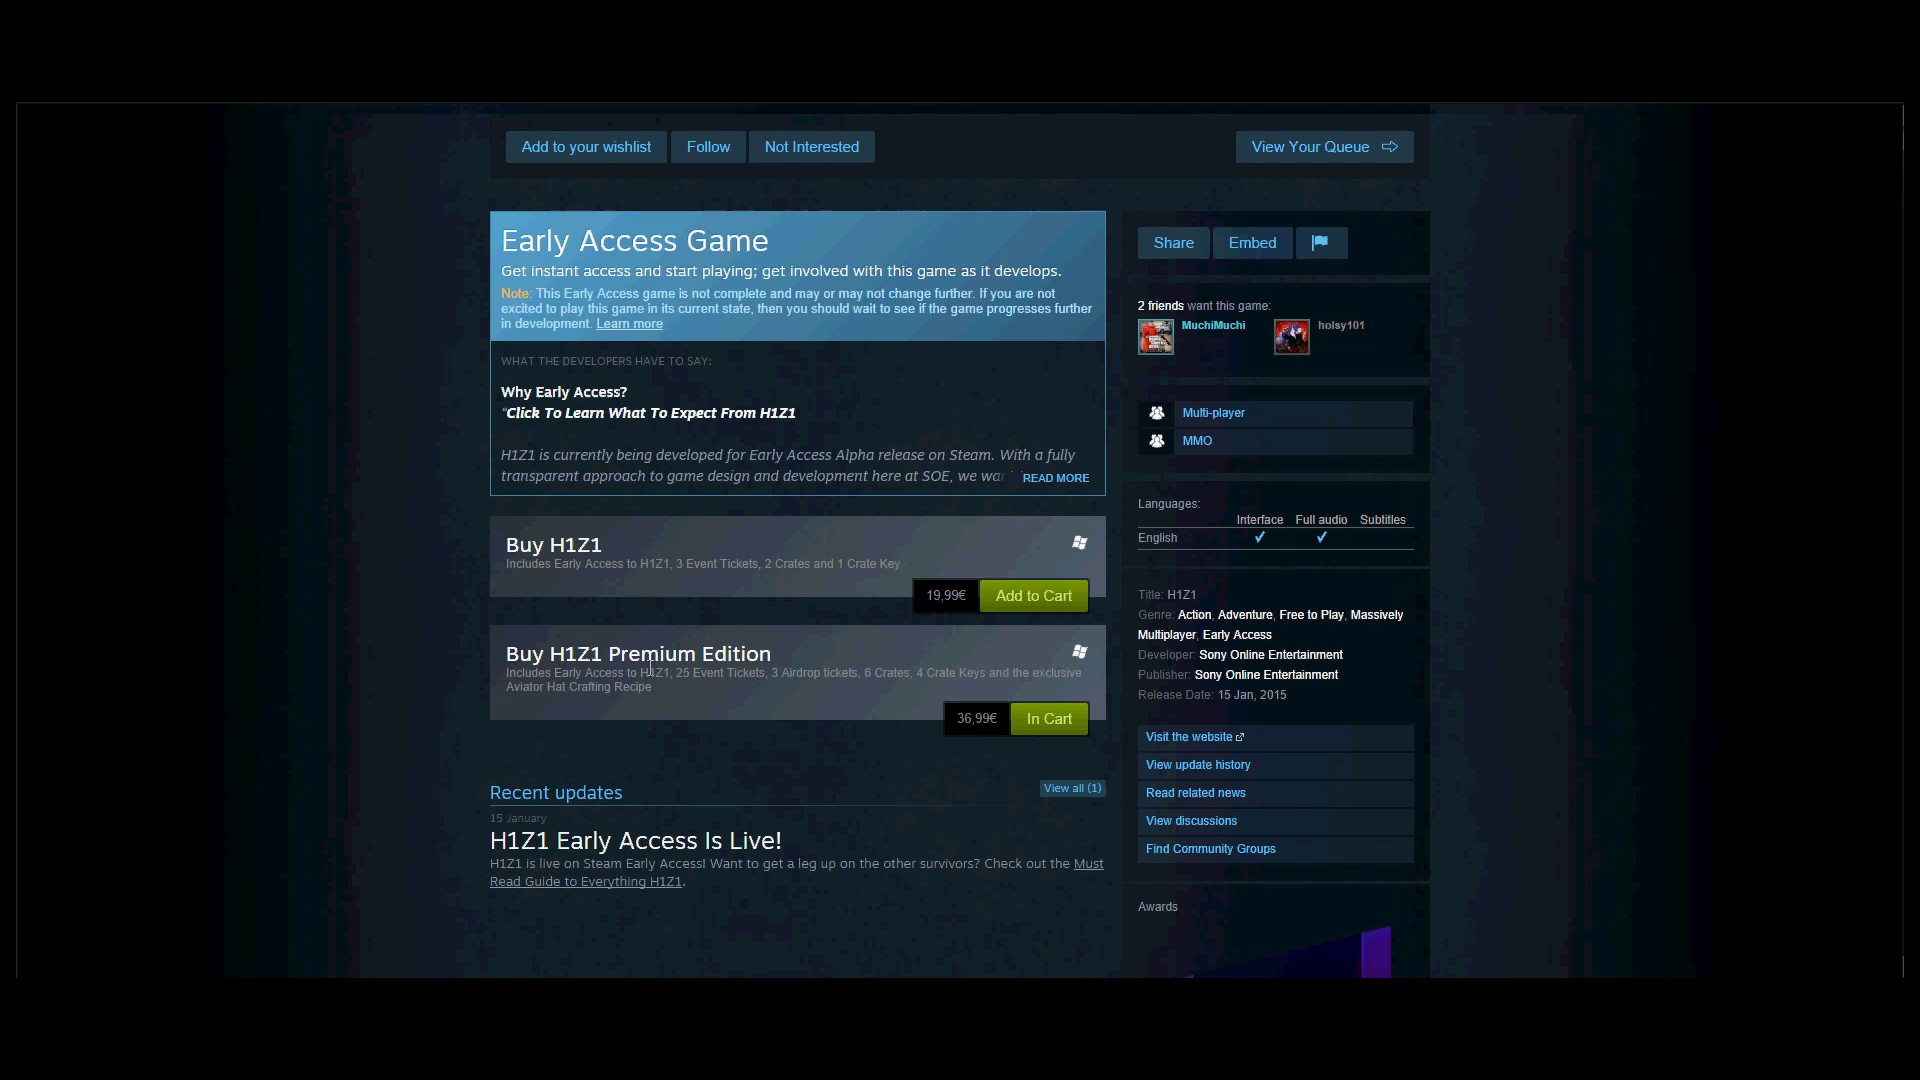 Add to your wishlist
Follow
Not Interested
View Your Queue
Early Access Game
Get instant access and start playing; get involved with this game as it develops.
Note: This Early Access game is not complete and may or may not change further. If you are not
excited to play this game in its current state, then you should wait to see if the game progresses further
in development. Learn more
WHAT THE DEVELOPERS HAVE TO SAY:
Why Early Access?
"Click To Learn What To Expect From H1Z1
H1Z1 is currently being developed for Early Access Alpha release on Steam. With a fully
transparent approach to game design and development here at SOE, we wan
READ MORE
Buy H1Z1
Includes Early Access to H1Z1, 3 Event Tickets, 2 Crates and 1 Crate Key
19,99€
Add to Cart
Buy H1Z1 Premium Edition
Includes Early Access to H1Z1, 25 Event Tickets, 3 Airdrop tickets, 6 Crates, 4 Crate Keys and the exclusive
Aviator Hat Crafting Recipe
36,99€
In Cart
Recent updates
View all (1)
15 January
H1Z1 Early Access Is Live!
H1Z1 is live on Steam Early Access! Want to get a leg up on the other survivors? Check out the Must
Read Guide to Everything H1Z1.
Share
Embed
2 friends want this game:
MuchiMuchi
hoisy101
Multi-player
MMO
Languages:
Interface Full audio Subtitles
English
Title: H1Z1
Genre: Action, Adventure, Free to Play, Massively
Multiplayer, Early Access
Developer: Sony Online Entertainment
Publisher: Sony Online Entertainment
Release Date: 15 Jan, 2015
Visit the website
View update history
Read related news
View discussions
Find Community Groups
Awards